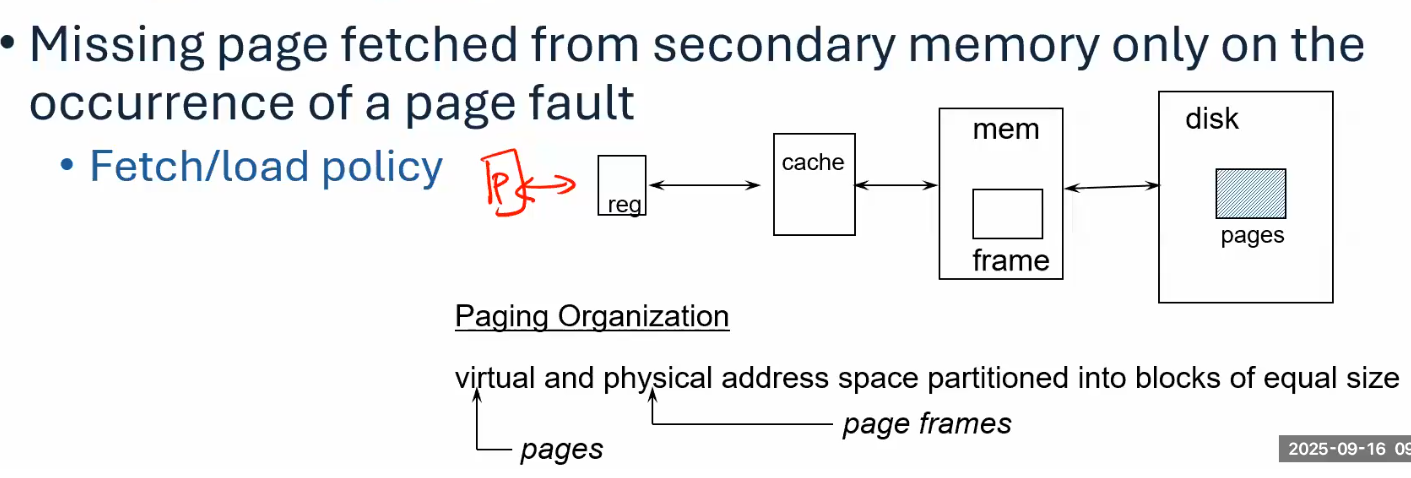 • Missing page fetched from secondary memory only on the
occurrence of a page fault
• Fetch/load policy
P
reg
cache
mem
frame
disk
pages
Paging Organization
virtual and physical address space partitioned into blocks of equal size
page frames
pages
2025-09-16 09